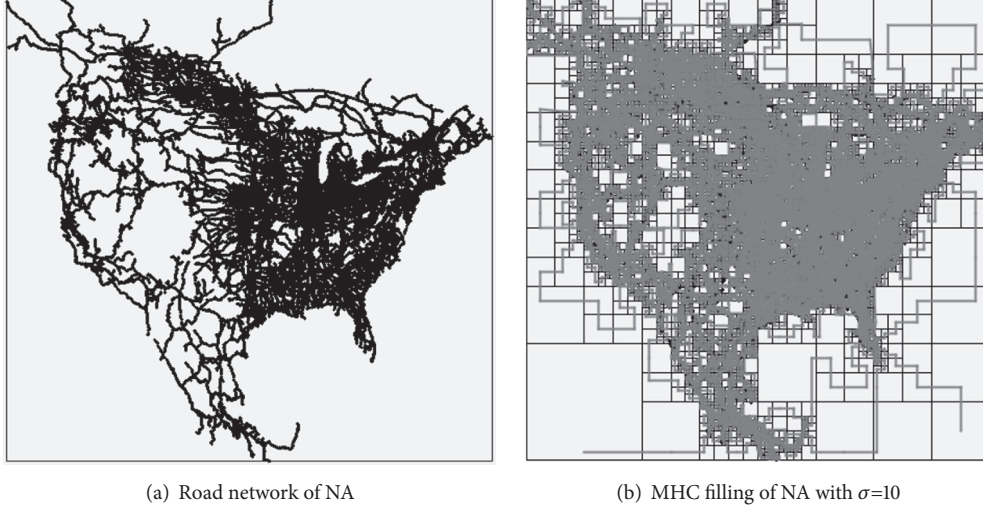 (a) Road network of NA
(b) MHC filling of NA with σ=10